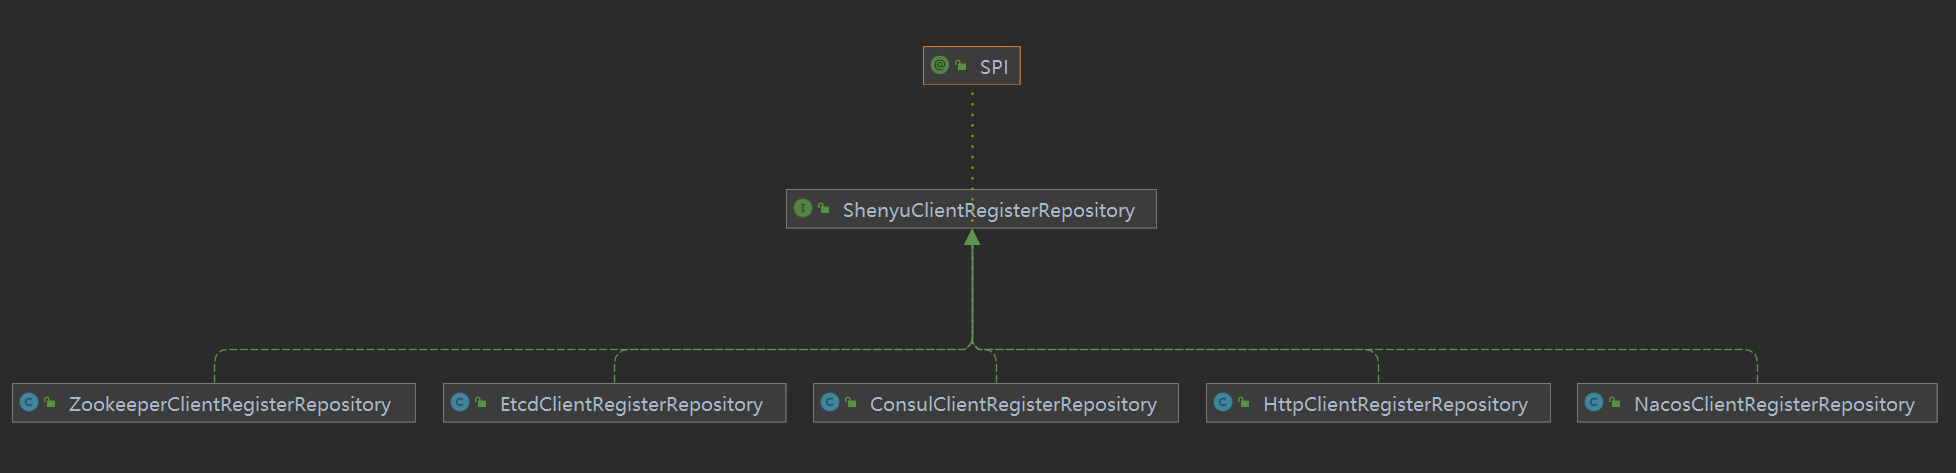 SPI
ShenyuClientRegisterRepository
ZookeeperClientRegisterRepository
EtcdClientRegisterRepository
ConsulClientRegisterRepository
HttpClientRegisterRepository
NacosClientRegisterRepository